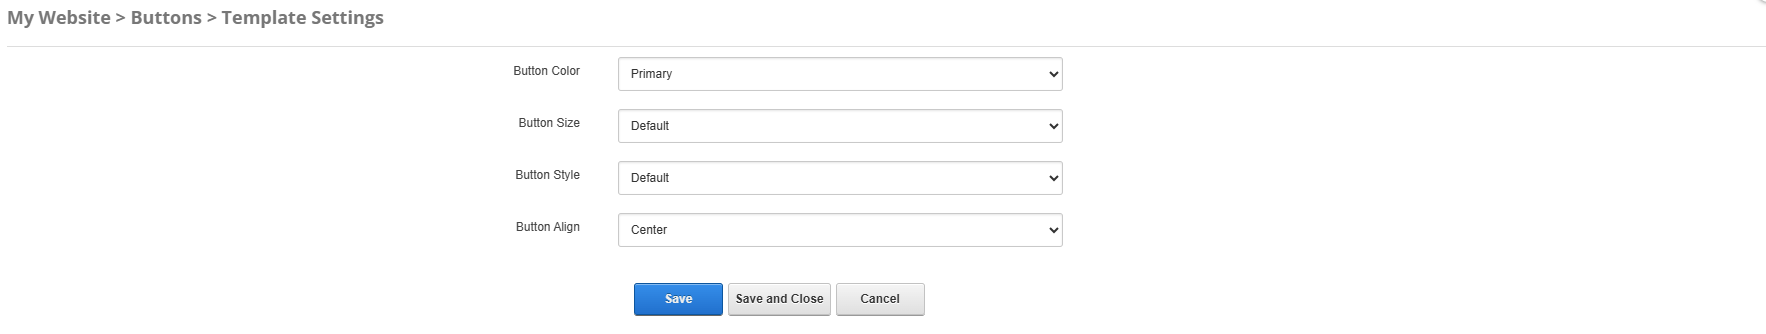 My Website > Buttons > Template Settings
Button Color Primary
Button Size Default
Button Style Default
Button Align Center
Save Save and Close Cancel